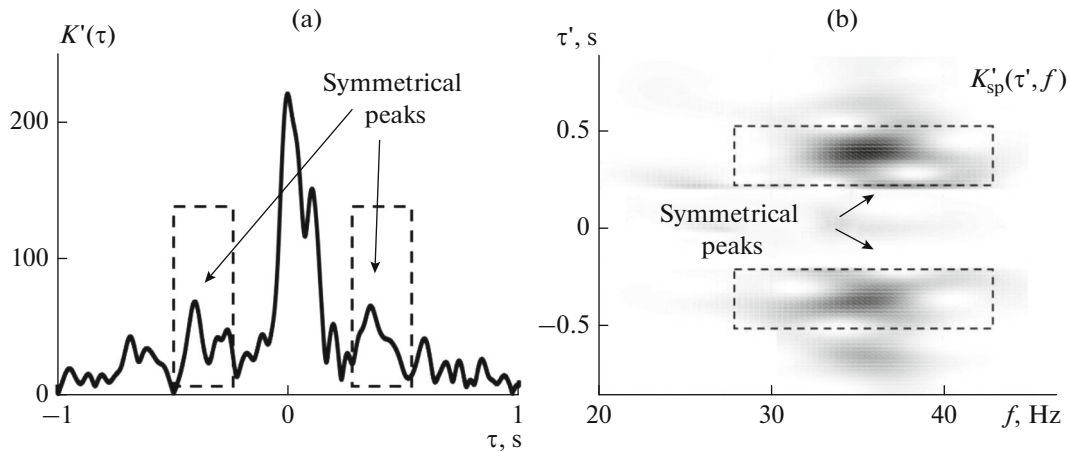 (a)
K'(τ)
Symmetrical
peaks
200
100
0
−1
0
1
τ, s
(b)
τ', s
K'sp(τ', f)
0.5
Symmetrical
peaks
0
−0.5
20
30
40
f, Hz